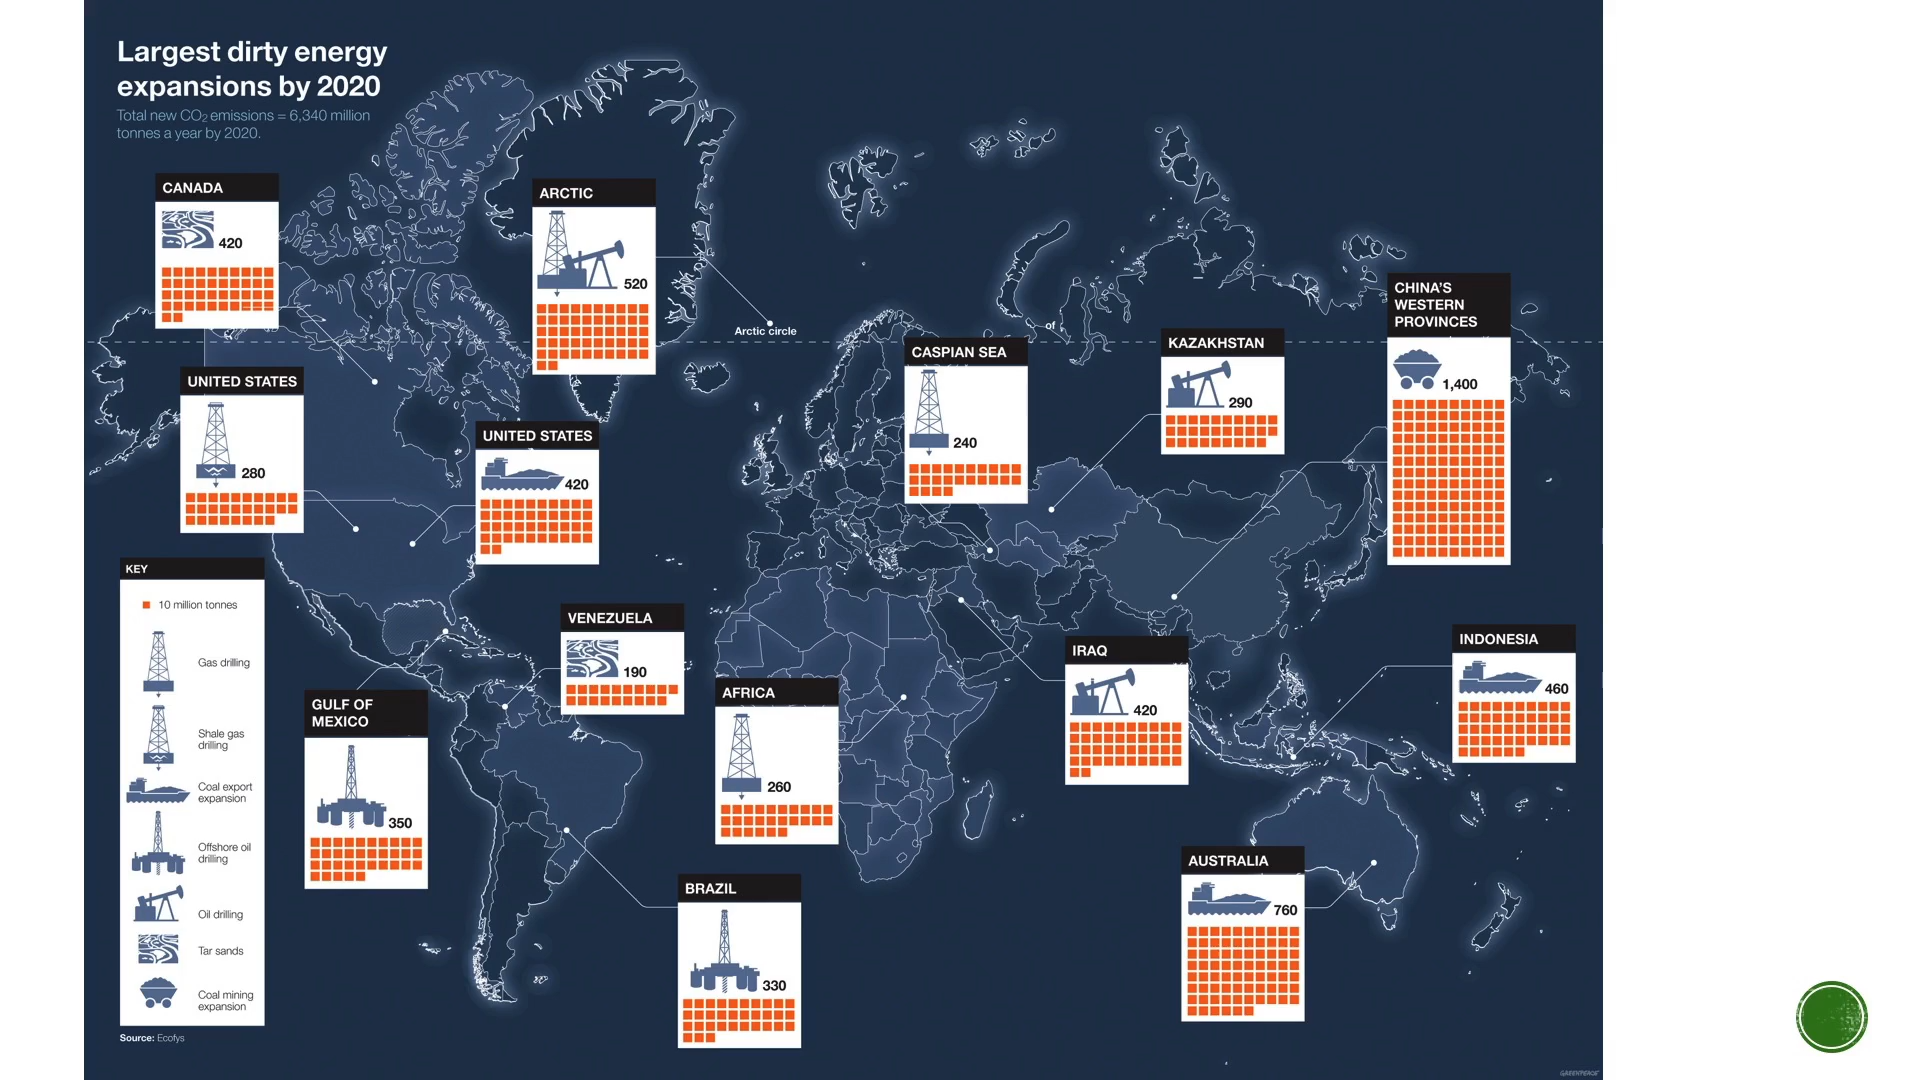 Largest dirty energy
expansions by 2020
Total new CO2 emissions = 6,340 million
tonnes a year by 2020.
CANADA
420
ARCTIC
520
Arctic circle
of
CHINA'S
WESTERN
PROVINCES
1,400
KAZAKHSTAN
290
CASPIAN SEA
240
UNITED STATES
280
UNITED STATES
420
KEY
10 million tonnes
Gas drilling
Shale gas
drilling
Coal export
expansion
Offshore oil
drilling
Oil drilling
Tar sands
Coal mining
expansion
Source: Ecofys
VENEZUELA
190
GULF OF
MEXICO
350
AFRICA
260
IRAQ
420
INDONESIA
460
BRAZIL
330
AUSTRALIA
760
GREENPEACE